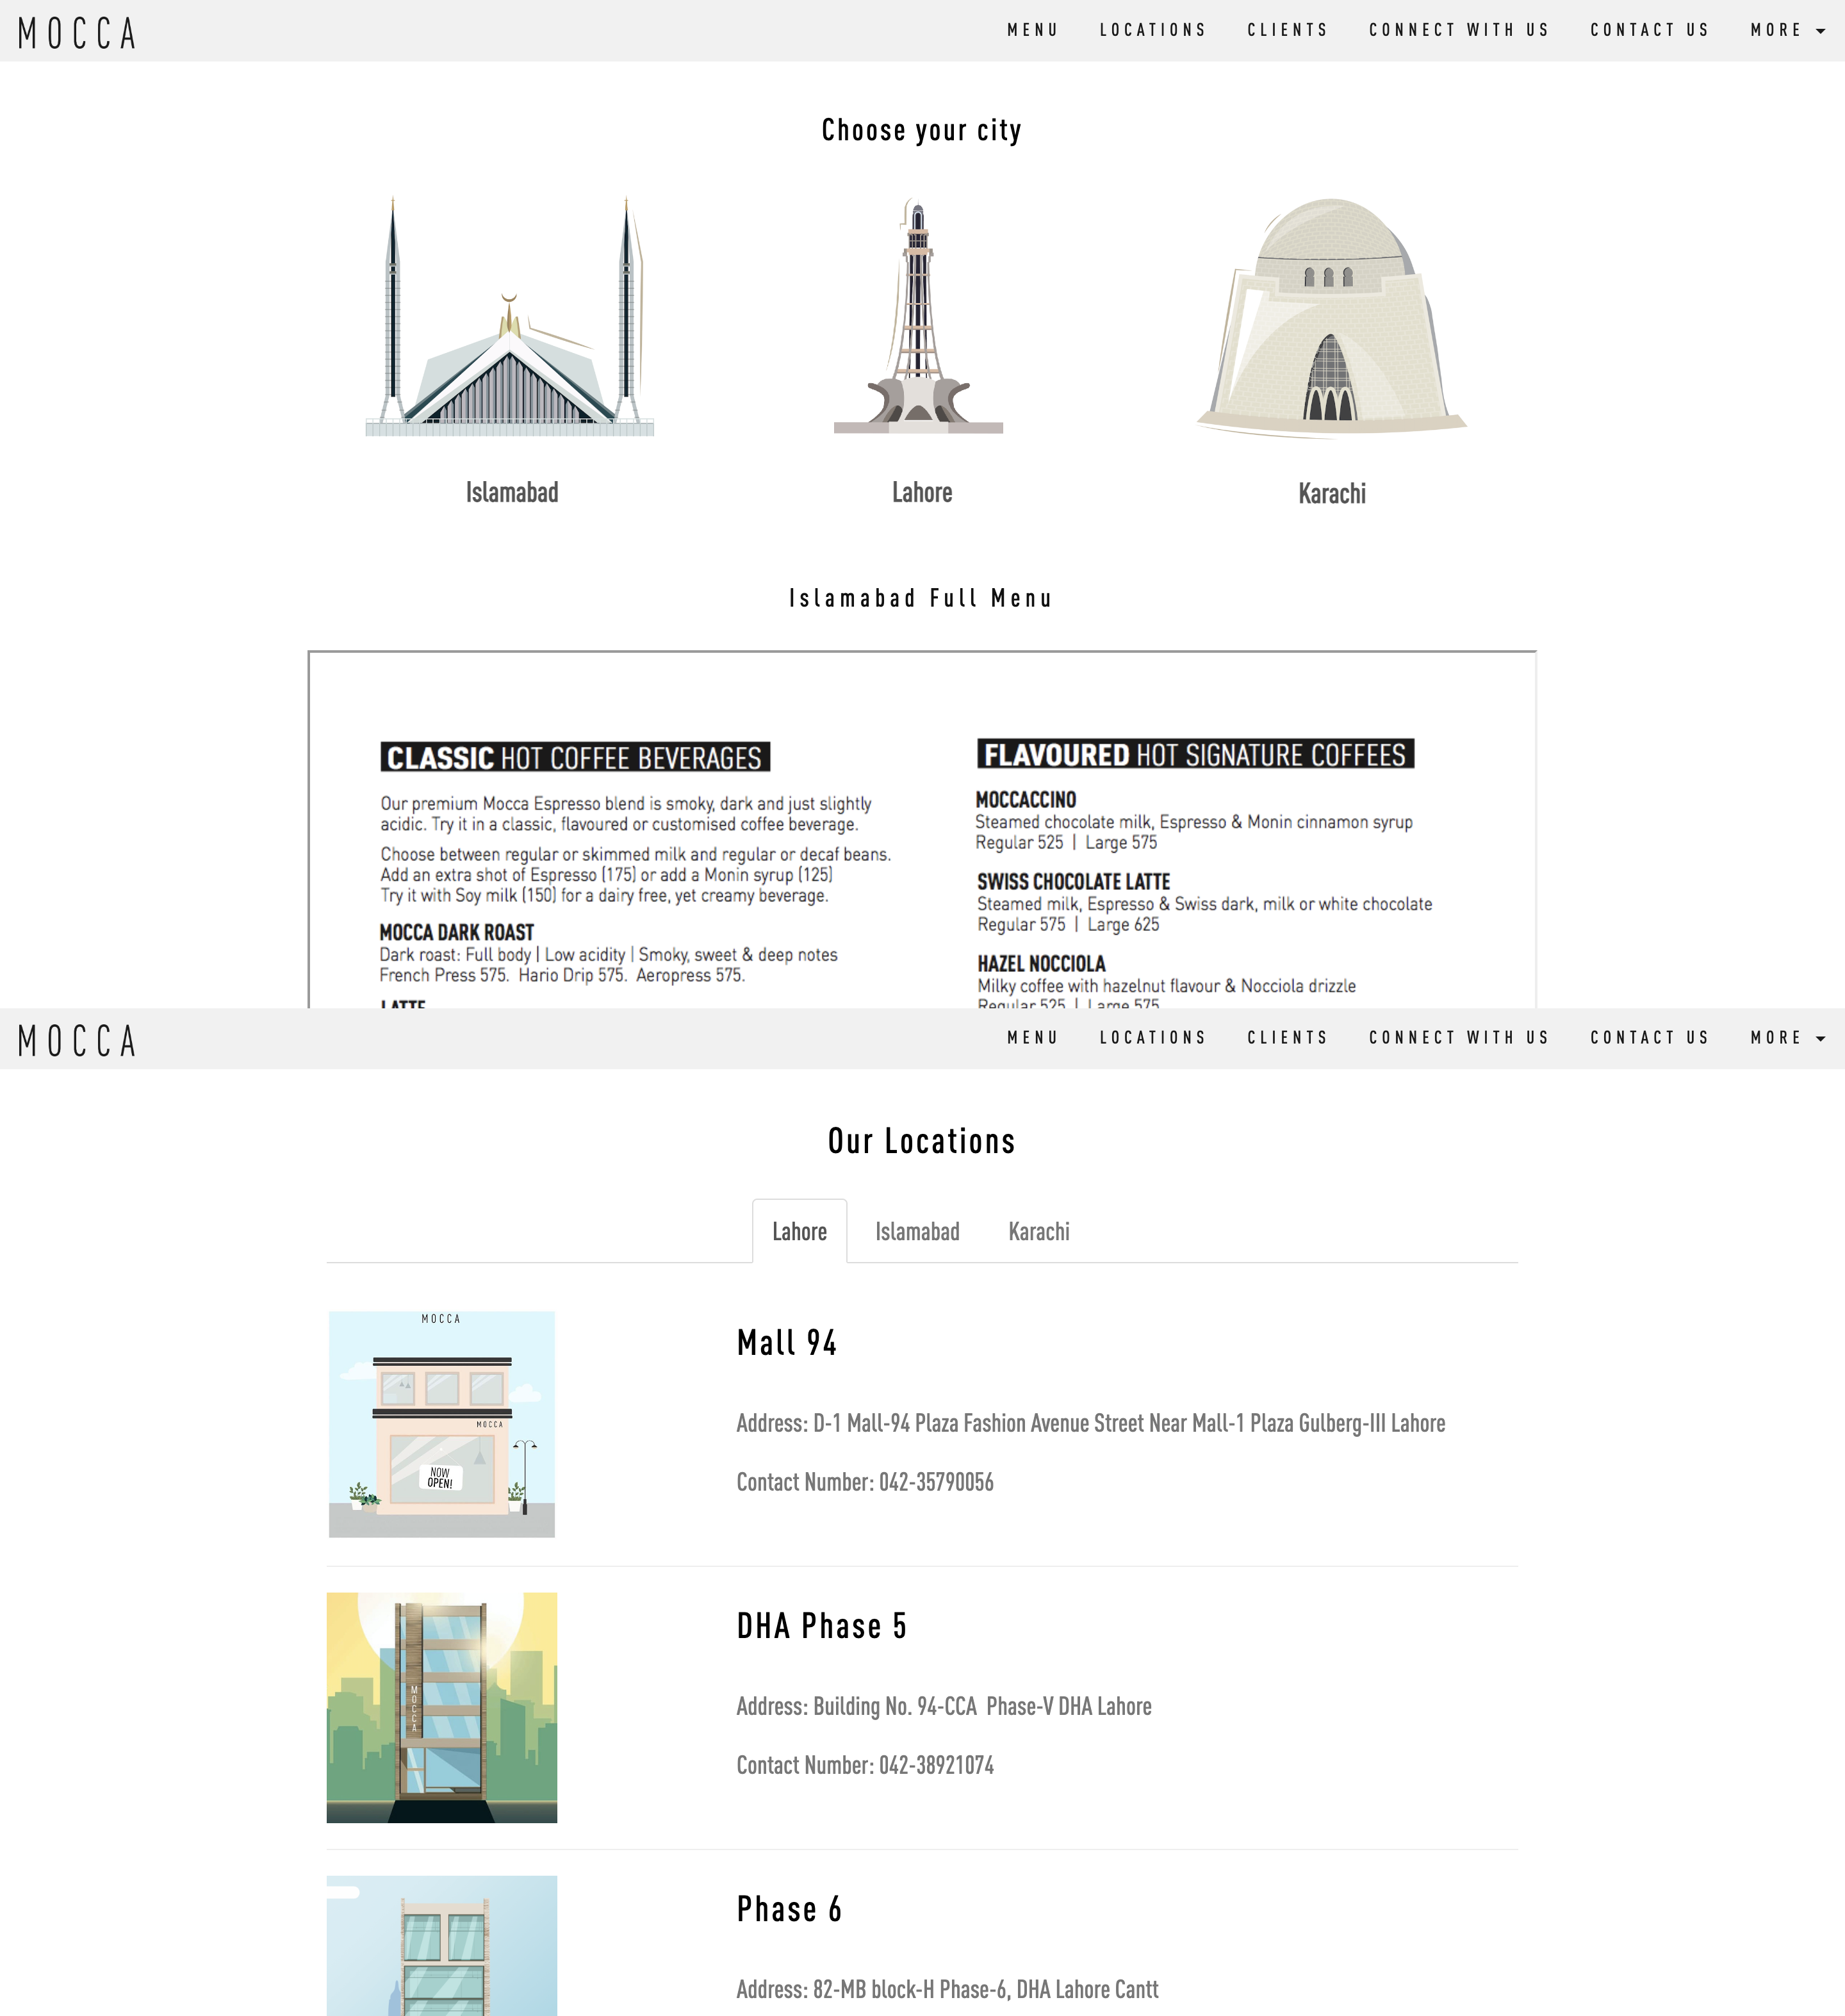 MOCCA
MENU LOCATIONS CLIENTS CONNECT WITH US CONTACT US MORE
Choose your city
Islamabad
Lahore
Karachi
Islamabad Full Menu
CLASSIC HOT COFFEE BEVERAGES
Our premium Mocca Espresso blend is smoky, dark and just slightly
acidic. Try it in a classic, flavoured or customised coffee beverage.
Choose between regular or skimmed milk and regular or decaf beans.
Add an extra shot of Espresso (175) or add a Monin syrup (125)
Try it with Soy milk (150) for a dairy free, yet creamy beverage.
MOCCA DARK ROAST
Dark roast: Full body | Low acidity | Smoky, sweet & deep notes
French Press 575. Hario Drip 575. Aeropress 575.
LATTE
FLAVOURED HOT SIGNATURE COFFEES
MOCCACCINO
Steamed chocolate milk, Espresso & Monin cinnamon syrup
Regular 525 | Large 575
SWISS CHOCOLATE LATTE
Steamed milk, Espresso & Swiss dark, milk or white chocolate
Regular 575 | Large 625
HAZEL NOCCIOLA
Milky coffee with hazelnut flavour & Nocciola drizzle
Regular 525 | Large 575
MOCCA
MENU LOCATIONS CLIENTS CONNECT WITH US CONTACT US MORE
Our Locations
Lahore Islamabad Karachi
MOCCA
MOCCA
NOW
OPEN!
Mall 94
Address: D-1 Mall-94 Plaza Fashion Avenue Street Near Mall-1 Plaza Gulberg-III Lahore
Contact Number: 042-35790056
MOCCA
DHA Phase 5
Address: Building No. 94-CCA Phase-V DHA Lahore
Contact Number: 042-38921074
Phase 6
Address: 82-MB block-H Phase-6, DHA Lahore Cantt